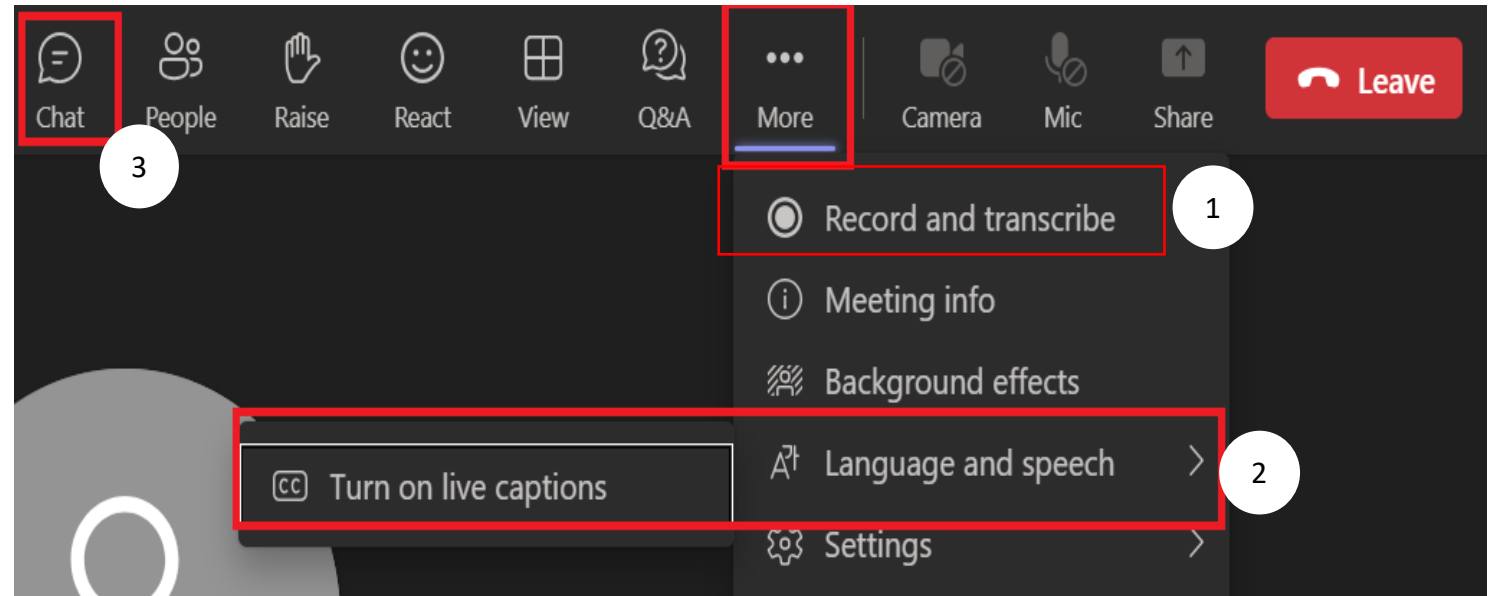 Chat People Raise React View Q&A More Camera Mic Share Leave
3
Record and transcribe
1
Meeting info
Background effects
Language and speech
2
CC Turn on live captions
Settings